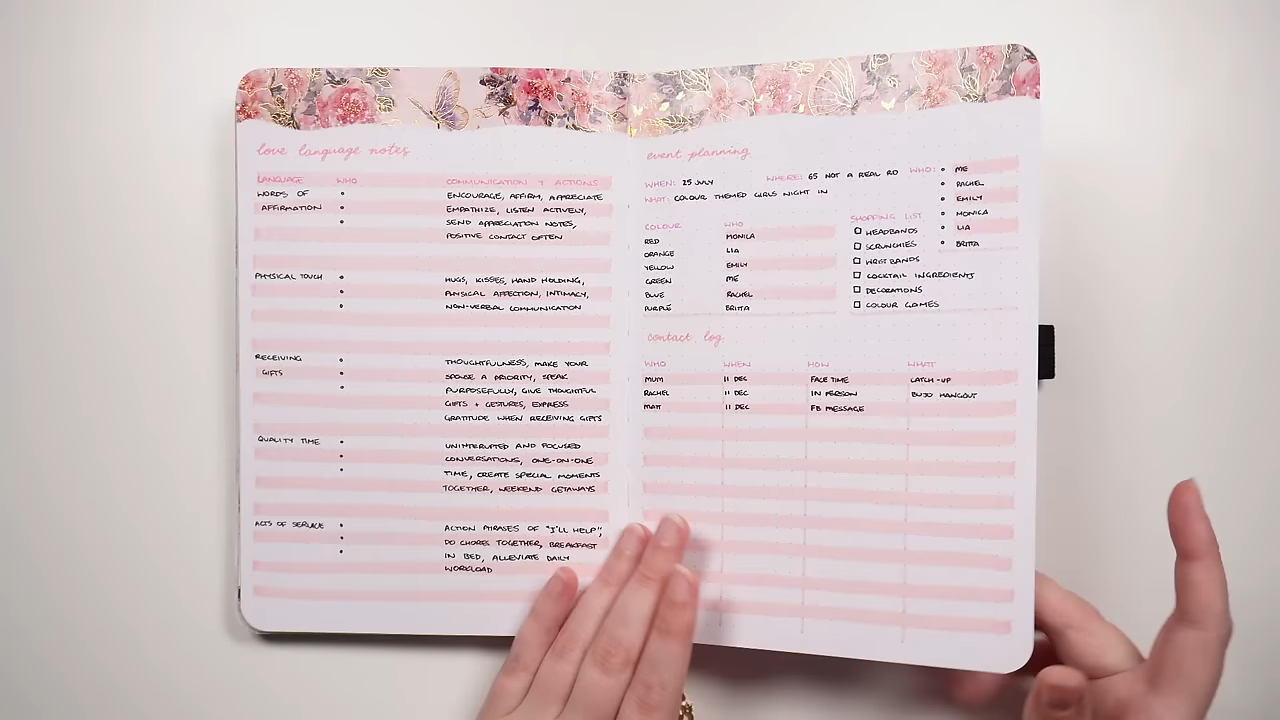 love language notes
LANGUAGE WHO COMMUNICATION + ACTIONS
WORDS OF ENCOURAGE, AFFIRM, APPRECIATE
AFFIRMATION EMPATHIZE, LISTEN ACTIVELY,
SEND APPRECIATION NOTES,
POSITIVE CONTACT OFTEN
PHYSICAL TOUCH HUGS, KISSES, HAND HOLDING,
PHYSICAL AFFECTION, INTIMACY,
NON-VERBAL COMMUNICATION
RECEIVING THOUGHTFULNESS, MAKE YOUR
GIFTS SPOUSE A PRIORITY, SPEAK
PURPOSEFULLY, GIVE THOUGHTFUL
GIFTS + GESTURES, EXPRESS
GRATITUDE WHEN RECEIVING GIFTS
QUALITY TIME UNINTERUPTED AND FOCUSED
CONVERSATIONS, ONE-ON-ONE
TIME, CREATE SPECIAL MOMENTS
TOGETHER, WEEKEND GETAWAYS
ACTS OF SERVICE ACTION PHRASES OF "I'LL HELP",
DO CHORES TOGETHER, BREAKFAST
IN BED, ALLEVIATE DAILY
WORKLOAD
event planning
WHEN: 25 JULY WHERE: 65 NOT A REAL RD WHO: ME
WHAT: COLOUR THEMED GIRLS NIGHT IN
RACHEL
EMILY
MONICA
LIA
BRITTA
COLOUR WHO
RED MONICA
ORANGE LIA
YELLOW EMILY
GREEN ME
BLUE RACHEL
PURPLE BRITTA
SHOPPING LIST
HEADBANDS
SCRUNCHIES
WRISTBANDS
COCKTAIL INGREDIENTS
DECORATIONS
COLOUR GAMES
contact log
WHO WHEN HOW WHAT
MUM 11 DEC FACE TIME CATCH-UP
RACHEL 11 DEC IN PERSON BUJO HANGOUT
MATT 11 DEC FB MESSAGE